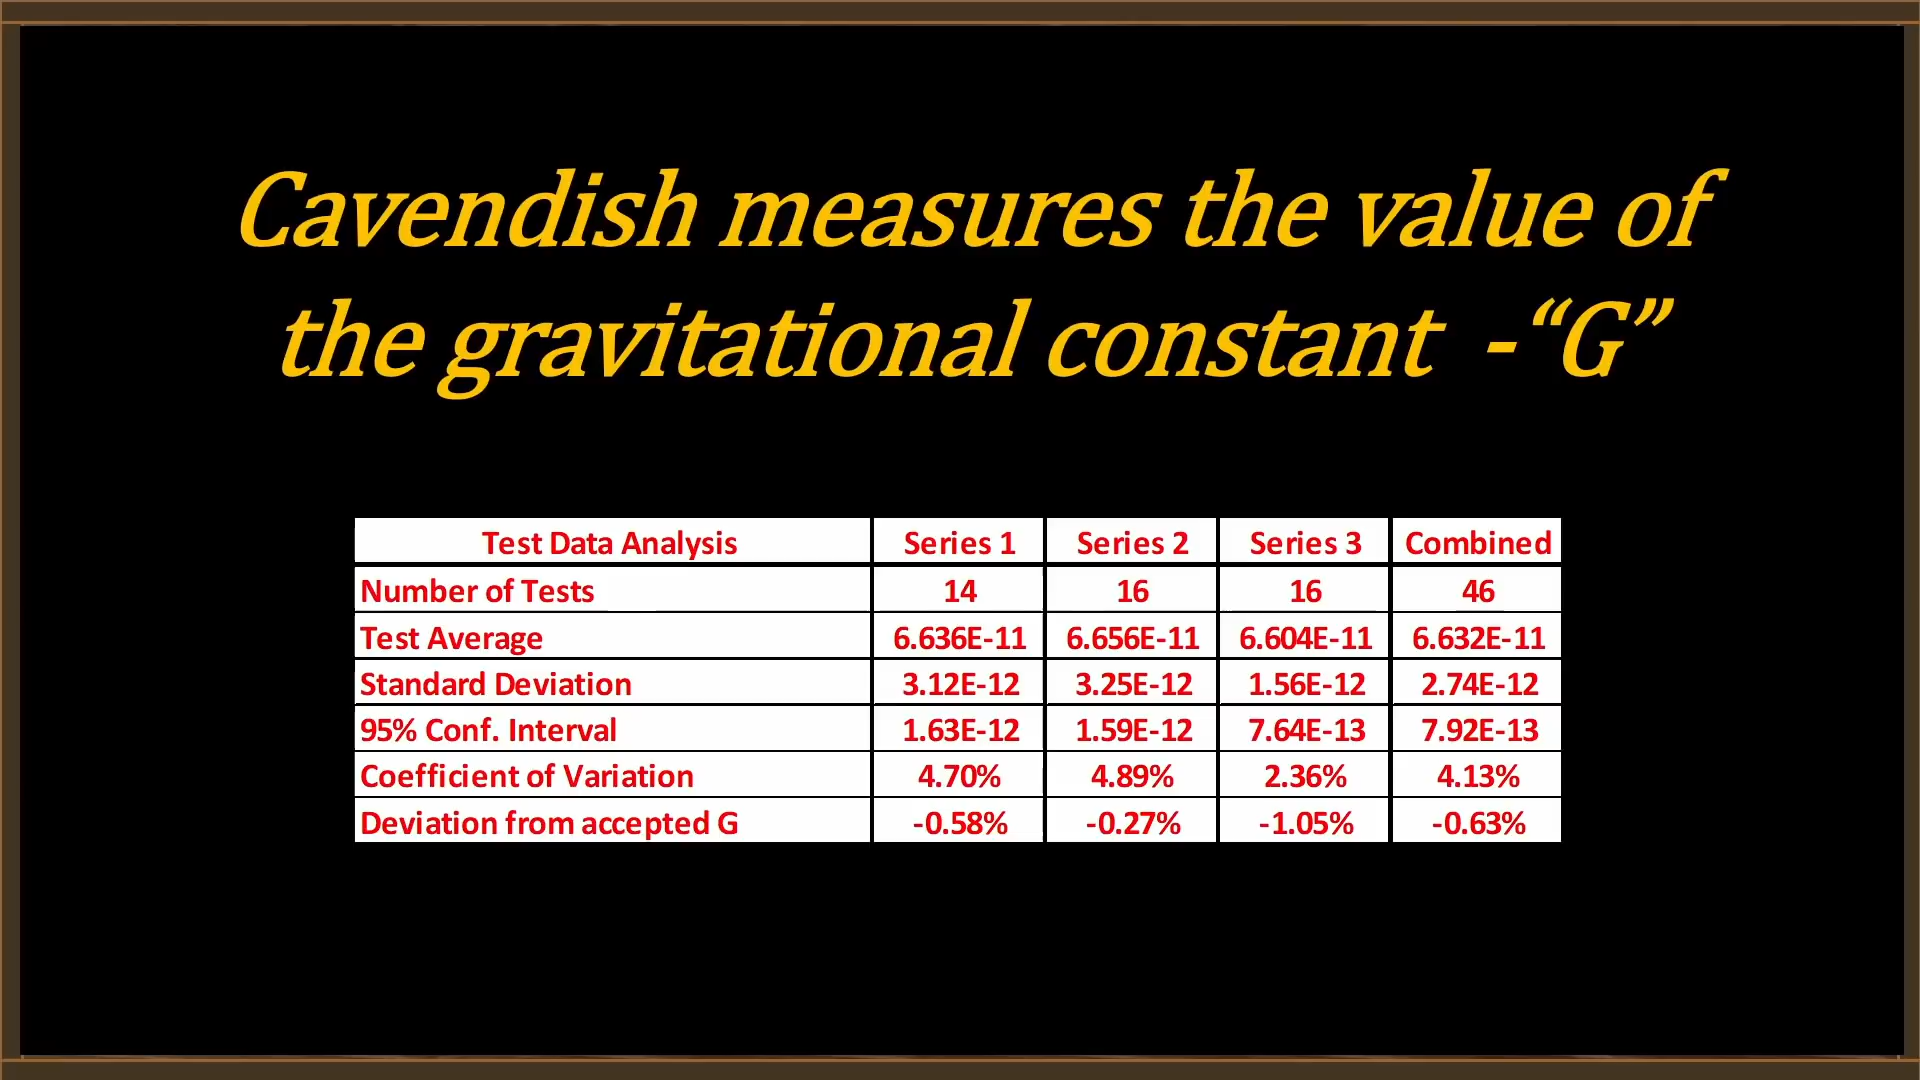 Cavendish measures the value of
the gravitational constant -“G”
Test Data Analysis Series 1 Series 2 Series 3 Combined
Number of Tests 14 16 16 46
Test Average 6.636E-11 6.656E-11 6.604E-11 6.632E-11
Standard Deviation 3.12E-12 3.25E-12 1.56E-12 2.74E-12
95% Conf. Interval 1.63E-12 1.59E-12 7.64E-13 7.92E-13
Coefficient of Variation 4.70% 4.89% 2.36% 4.13%
Deviation from accepted G -0.58% -0.27% -1.05% -0.63%